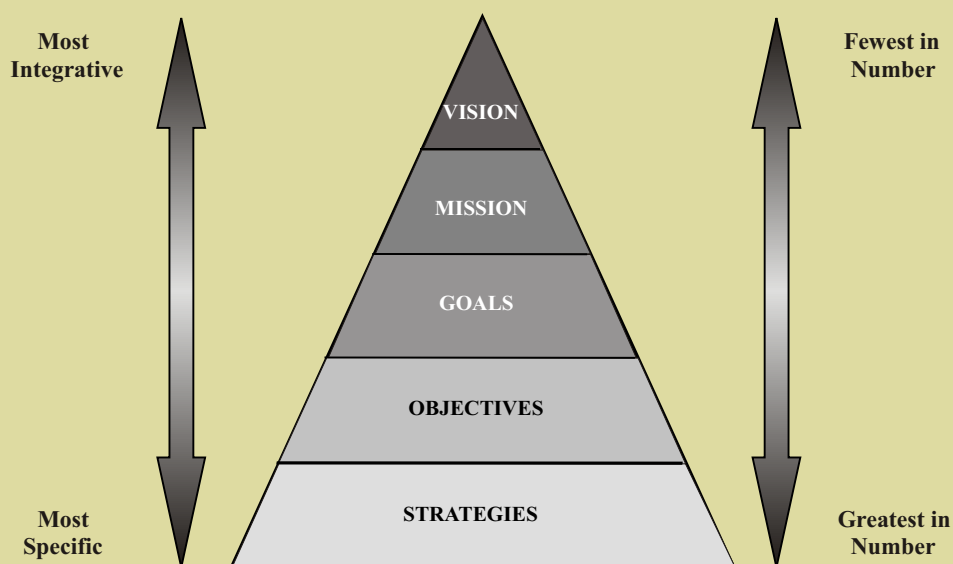 Most
Integrative
Fewest in
Number
VISION
MISSION
GOALS
OBJECTIVES
STRATEGIES
Most
Specific
Greatest in
Number